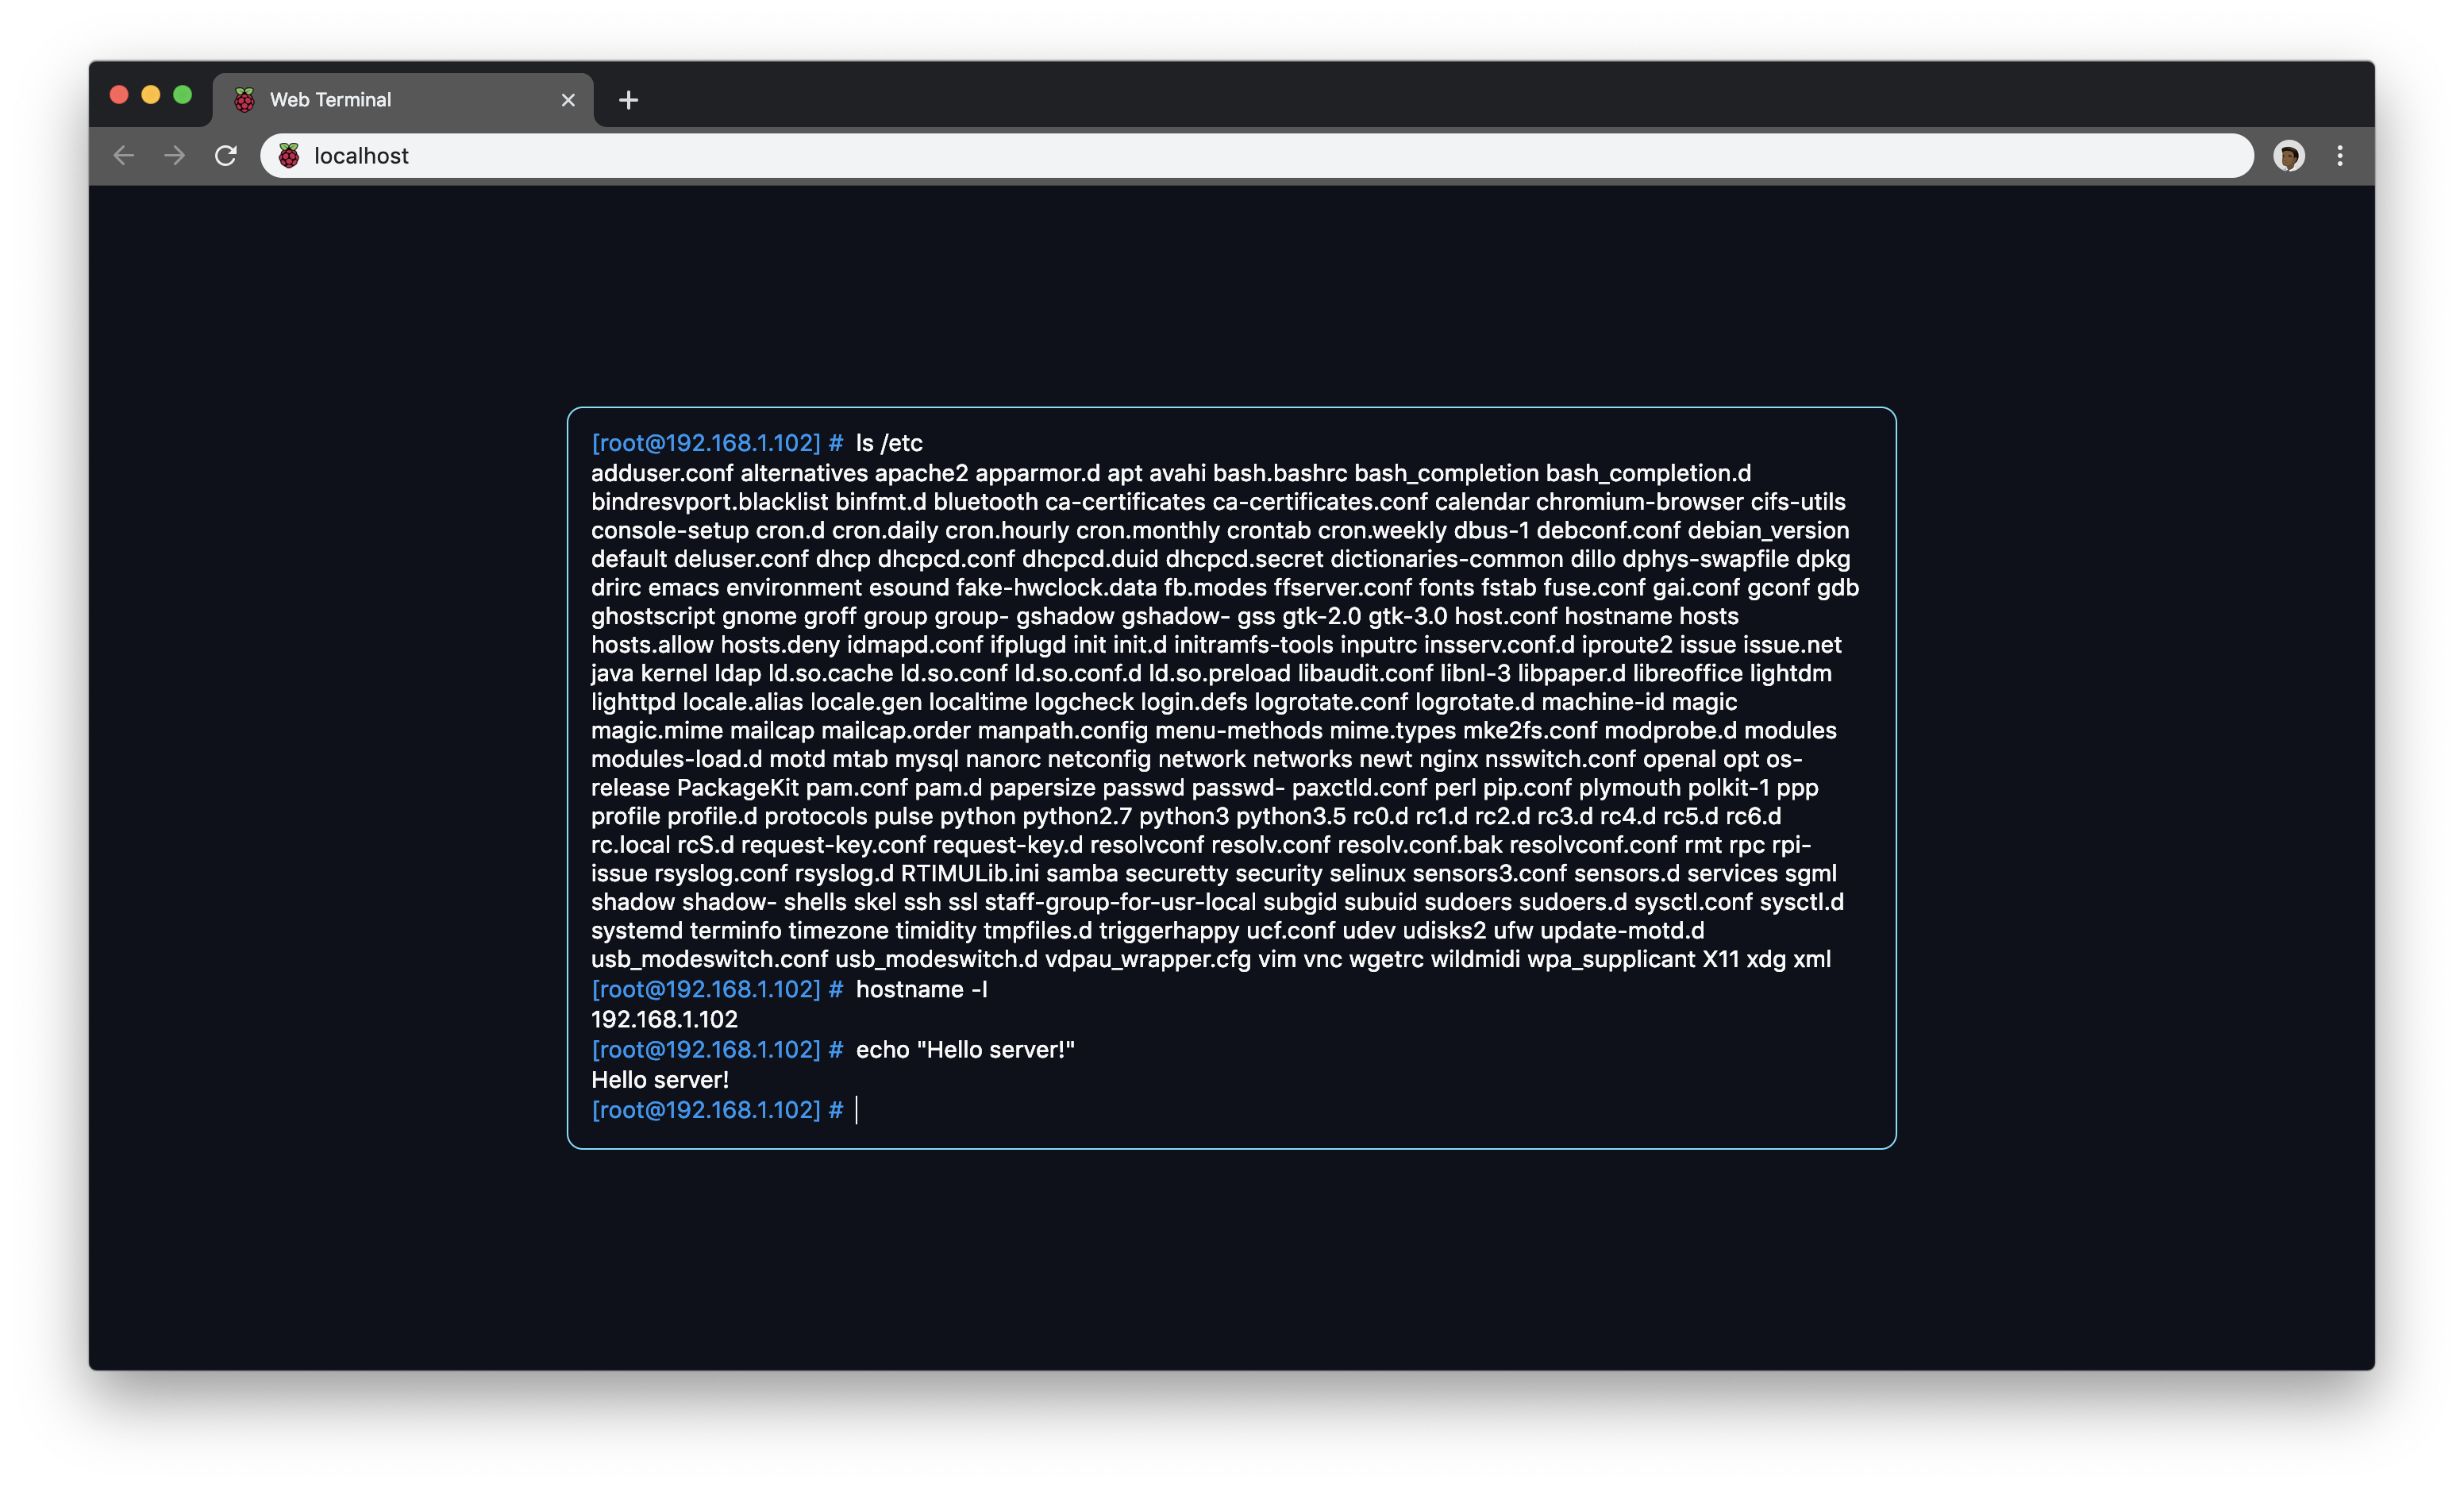 Web Terminal
localhost
[root@192.168.1.102] # ls /etc
adduser.conf alternatives apache2 apparmor.d apt avahi bash.bashrc bash_completion bash_completion.d
bindresvport.blacklist binfmt.d bluetooth ca-certificates ca-certificates.conf calendar chromium-browser cifs-utils
console-setup cron.d cron.daily cron.hourly cron.monthly crontab cron.weekly dbus-1 debconf.conf debian_version
default deluser.conf dhcp dhcpcd.conf dhcpcd.duid dhcpcd.secret dictionaries-common dillo dphys-swapfile dpkg
drirc emacs environment esound fake-hwclock.data fb.modes ffserver.conf fonts fstab fuse.conf gai.conf gconf gdb
ghostscript gnome groff group group- gshadow gshadow- gss gtk-2.0 gtk-3.0 host.conf hostname hosts
hosts.allow hosts.deny idmapd.conf ifplugd init init.d initramfs-tools inputrc insserv.conf.d iproute2 issue issue.net
java kernel ldap ld.so.cache ld.so.conf ld.so.conf.d ld.so.preload libaudit.conf libnl-3 libpaper.d libreoffice lightdm
lighttpd locale.alias locale.gen localtime logcheck login.defs logrotate.conf logrotate.d machine-id magic
magic.mime mailcap mailcap.order manpath.config menu-methods mime.types mke2fs.conf modprobe.d modules
modules-load.d motd mtab mysql nanorc netconfig network networks newt nginx nsswitch.conf openal opt os-
release PackageKit pam.conf pam.d papersize passwd passwd- paxctld.conf perl pip.conf plymouth polkit-1 ppp
profile profile.d protocols pulse python python2.7 python3 python3.5 rc0.d rc1.d rc2.d rc3.d rc4.d rc5.d rc6.d
rc.local rcS.d request-key.conf request-key.d resolvconf resolv.conf resolv.conf.bak resolvconf.conf rmt rpc rpi-
issue rsyslog.conf rsyslog.d RTIMULib.ini samba securetty security selinux sensors3.conf sensors.d services sgml
shadow shadow- shells skel ssh ssl staff-group-for-usr-local subgid subuid sudoers sudoers.d sysctl.conf sysctl.d
systemd terminfo timezone timidity tmpfiles.d triggerhappy ucf.conf udev udisks2 ufw update-motd.d
usb_modeswitch.conf usb_modeswitch.d vdpau_wrapper.cfg vim vnc wgetrc wildmidi wpa_supplicant X11 xdg xml
[root@192.168.1.102] # hostname -I
192.168.1.102
[root@192.168.1.102] # echo "Hello server!"
Hello server!
[root@192.168.1.102] #